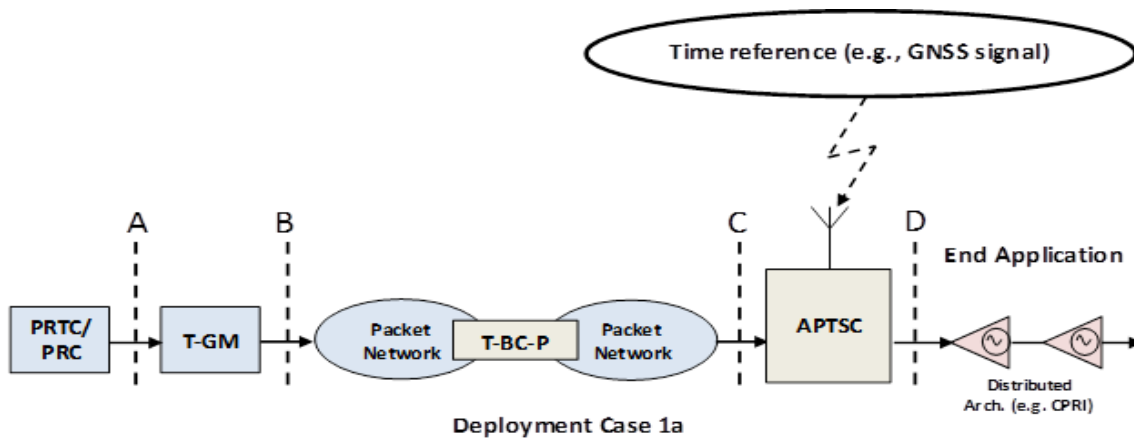 Time reference (e.g., GNSS signal)
A
B
C
D
End Application
PRTC/
PRC
T-GM
Packet
Network
T-BC-P
Packet
Network
APTSC
Distributed
Arch. (e.g. CPRI)
Deployment Case 1a